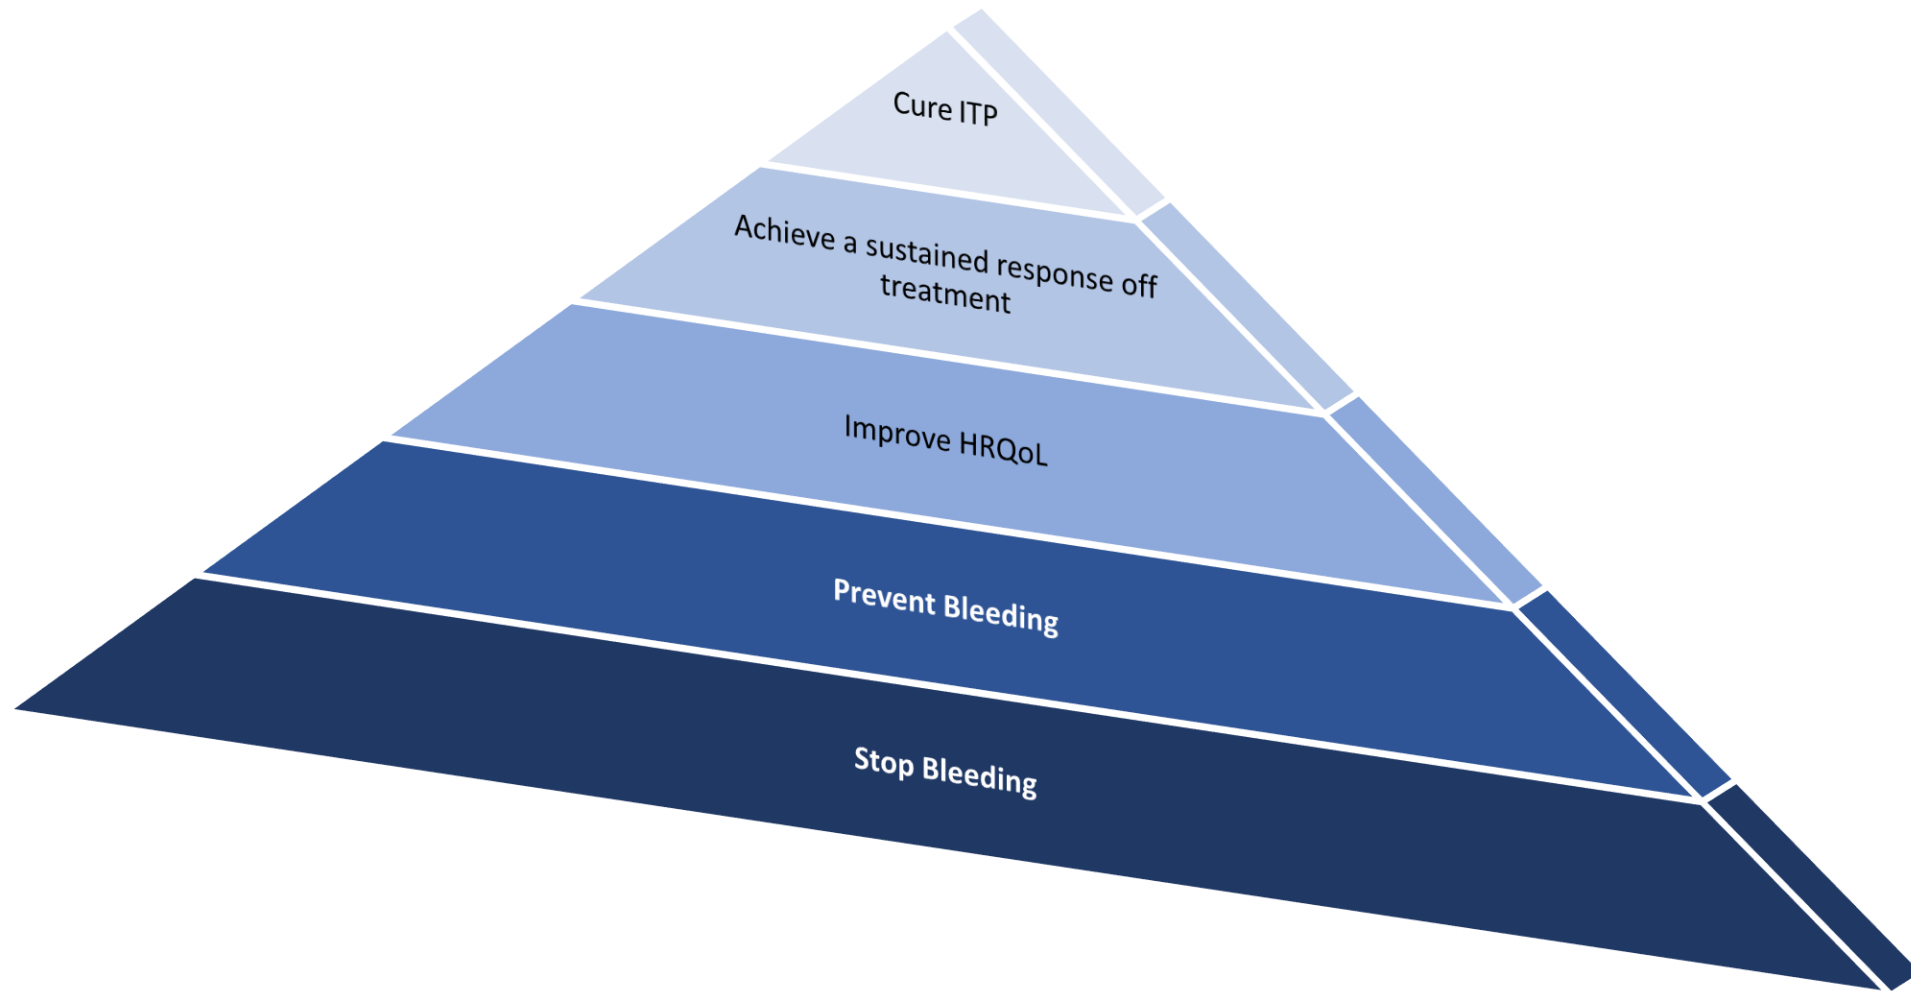 Cure ITP
Achieve a sustained response off
treatment
Improve HRQoL
Prevent Bleeding
Stop Bleeding